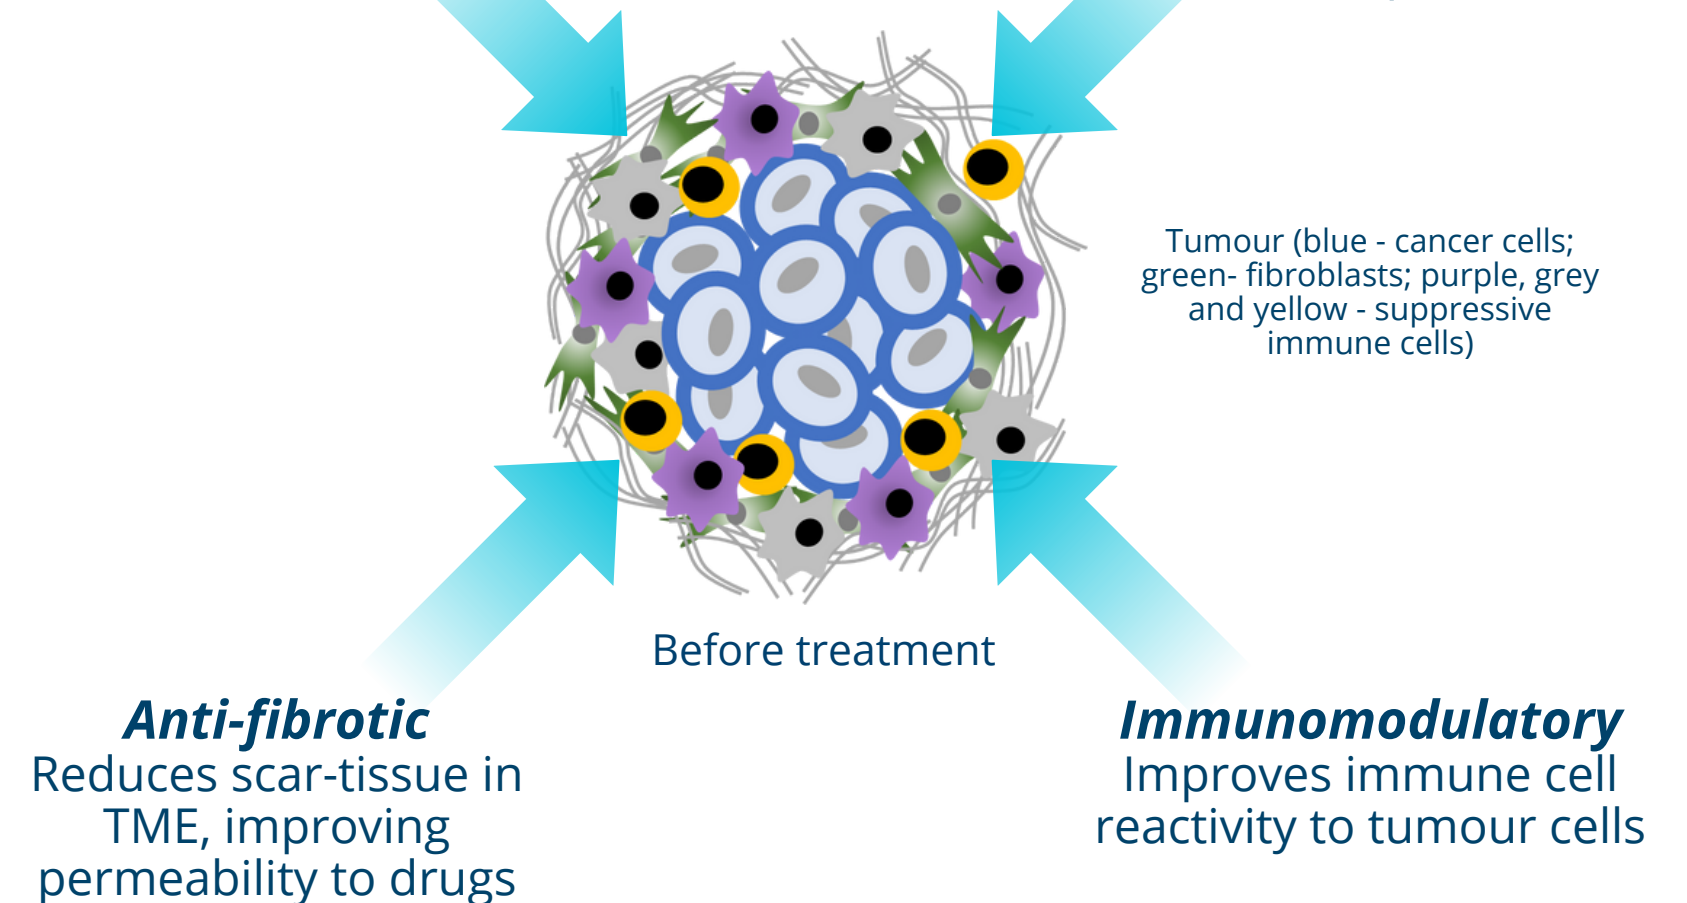 Tumour (blue - cancer cells;
green- fibroblasts; purple, grey
and yellow - suppressive
immune cells)
Before treatment
Anti-fibrotic
Reduces scar-tissue in
TME, improving
permeability to drugs
Immunomodulatory
Improves immune cell
reactivity to tumour cells